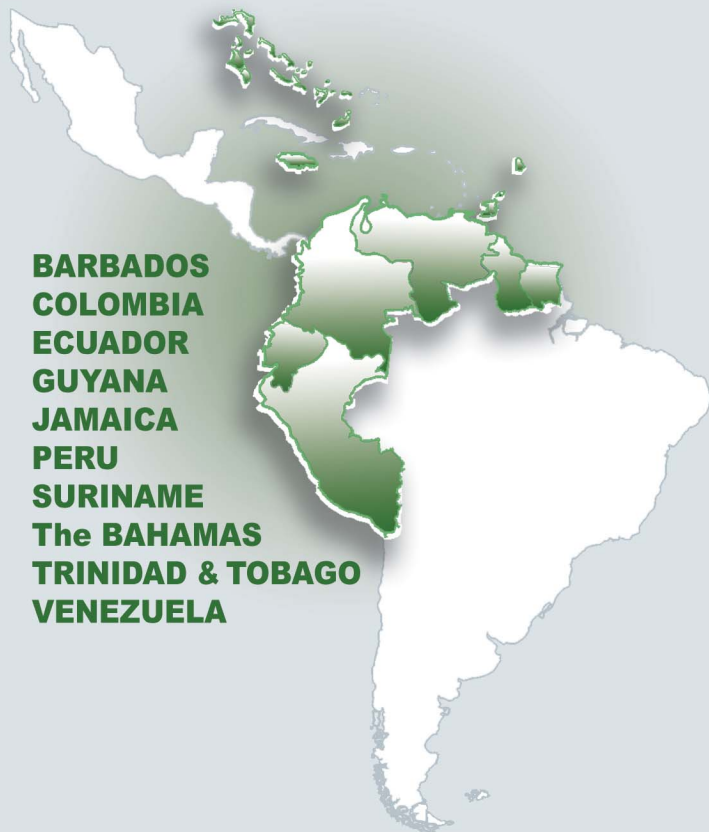 BARBADOS
COLOMBIA
ECUADOR
GUYANA
JAMAICA
PERU
SURINAME
The BAHAMAS
TRINIDAD & TOBAGO
VENEZUELA